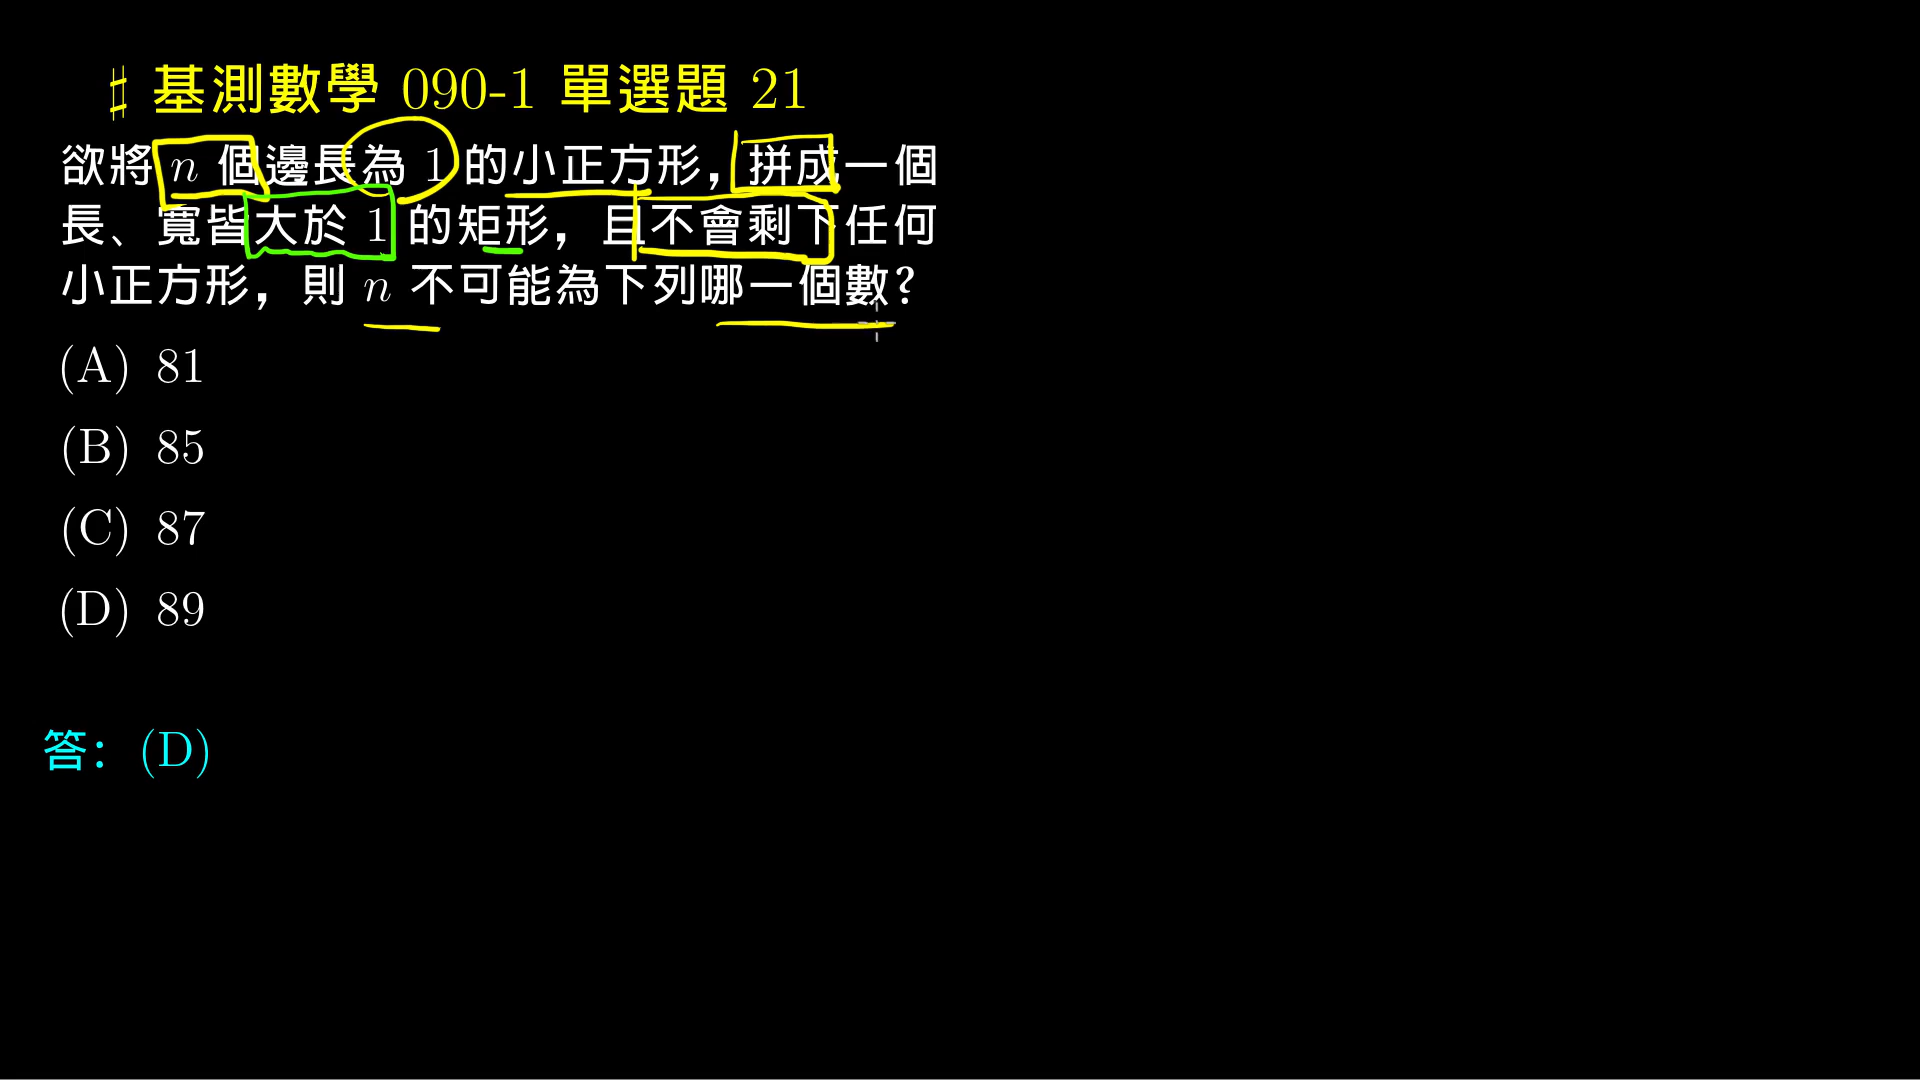 ♯ 基測數學 090-1 單選題 21
欲將 n 個邊長為 1 的小正方形，拼成一個
長、寬皆大於 1 的矩形，且不會剩下任何
小正方形，則 n 不可能為下列哪一個數？
(A) 81
(B) 85
(C) 87
(D) 89
答：(D)